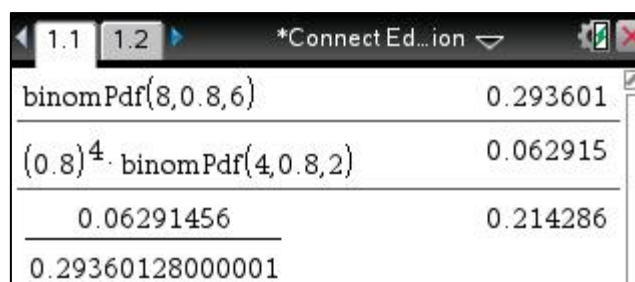 1.1 1.2 *Connect Ed...ion
binomPdf(8,0.8,6) 0.293601
(0.8)^4· binomPdf(4,0.8,2) 0.062915
0.06291456 0.214286
0.29360128000001